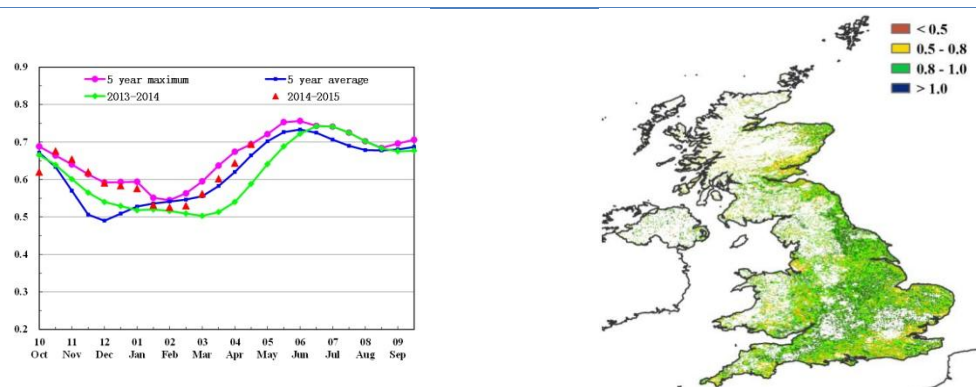 0.9
5 year maximum
5 year average
2013-2014
2014-2015
0.8
0.7
0.6
0.5
0.4
0.3
0.2
10 11 12 01 02 03 04 05 06 07 08 09
Oct Nov Dec Jan Feb Mar Apr May Jun Jul Aug Sep
< 0.5
0.5 - 0.8
0.8 - 1.0
> 1.0